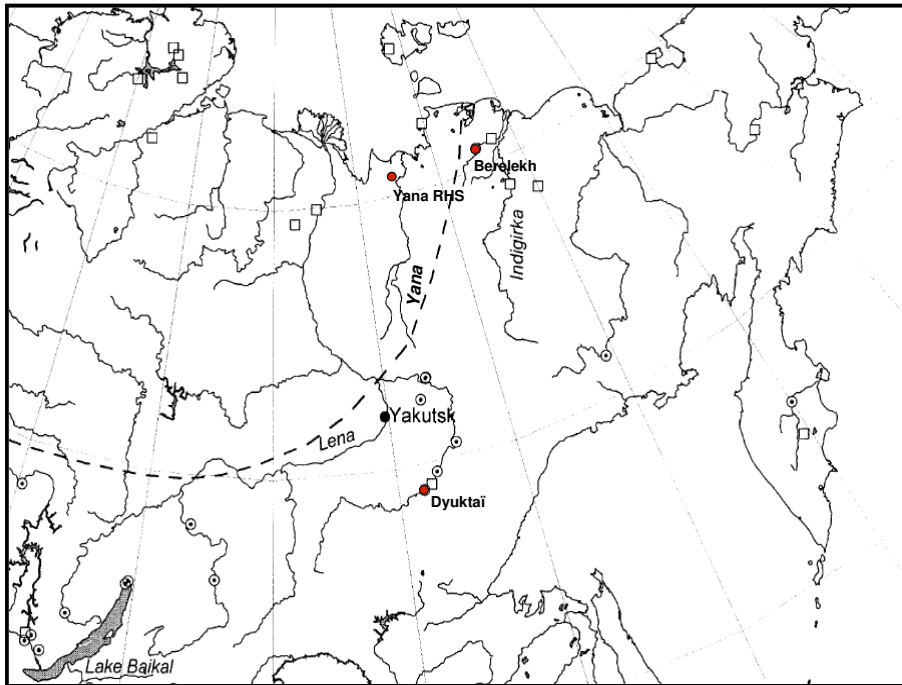 Berelekh
Yana RHS
Indigirka
Yana
Yakutsk
Lena
Dyuktaï
Lake Baikal